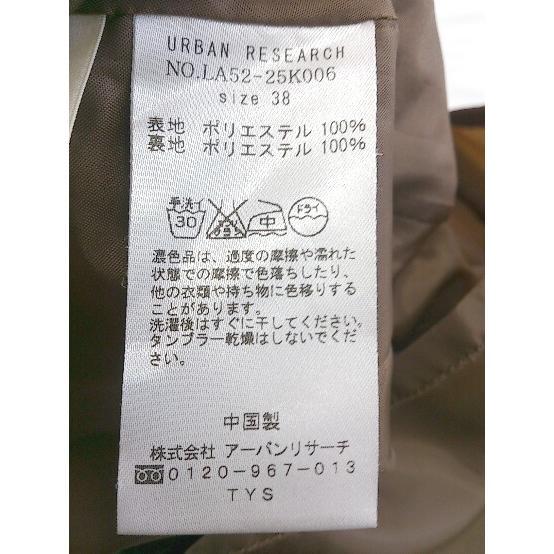 URBAN RESEARCH
NO.LA52-25K006
size 38
表地 ポリエステル 100%
裏地 ポリエステル 100%
手洗イ 30 中 ドライ
濃色品は、過度の摩擦や濡れた
状態での摩擦で色落ちしたり、
他の衣類や持ち物に色移りする
ことがあります。
洗濯後はすぐに干してください。
タンブラー乾燥はしないでくだ
さい。
中国製
株式会社 アーバンリサーチ
0120-967-013
TYS